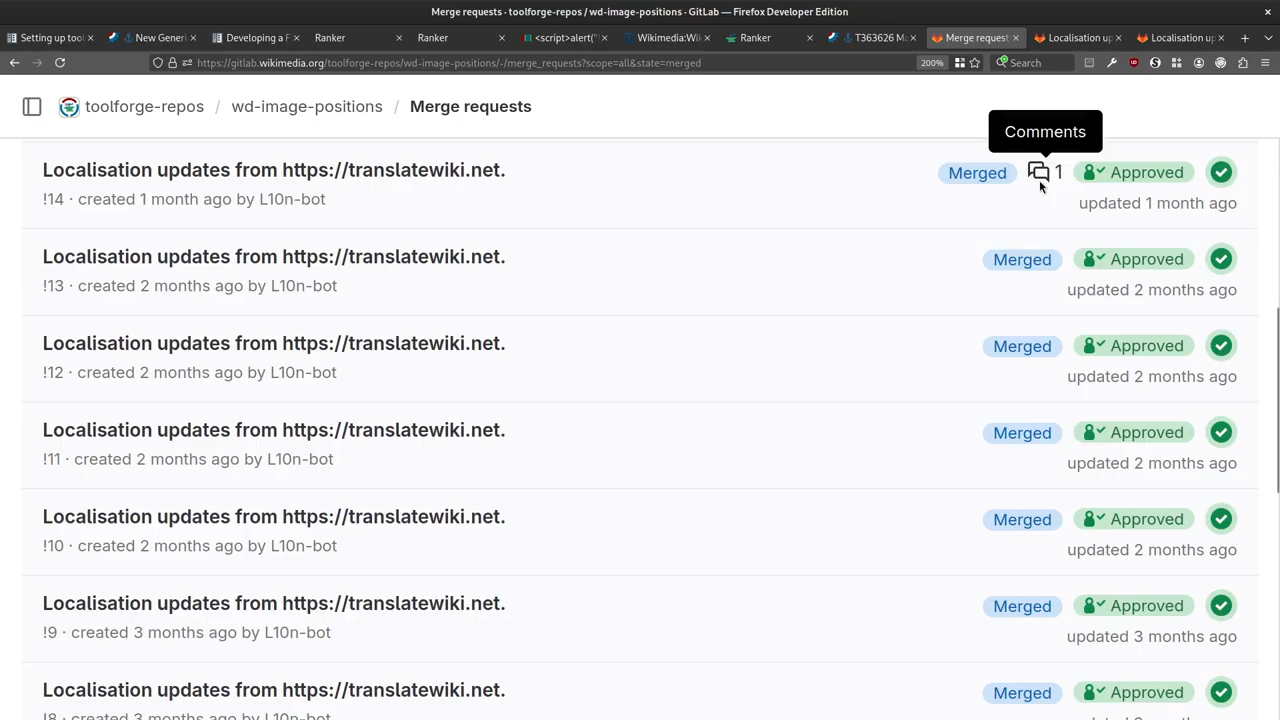 Merge requests · toolforge-repos / wd-image-positions · GitLab — Firefox Developer Edition
Setting up tool
New Generi
Developing a F
Ranker
Ranker
<script>alert("
Wikimedia:Wik
Ranker
T363626 M
Merge request
Localisation up
Localisation up
https://gitlab.wikimedia.org/toolforge-repos/wd-image-positions/-/merge_requests?scope=all&state=merged
200%
Search
toolforge-repos / wd-image-positions / Merge requests
Comments
Localisation updates from https://translatewiki.net. Merged 1 Approved
!14 · created 1 month ago by L10n-bot updated 1 month ago
Localisation updates from https://translatewiki.net. Merged Approved
!13 · created 2 months ago by L10n-bot updated 2 months ago
Localisation updates from https://translatewiki.net. Merged Approved
!12 · created 2 months ago by L10n-bot updated 2 months ago
Localisation updates from https://translatewiki.net. Merged Approved
!11 · created 2 months ago by L10n-bot updated 2 months ago
Localisation updates from https://translatewiki.net. Merged Approved
!10 · created 2 months ago by L10n-bot updated 2 months ago
Localisation updates from https://translatewiki.net. Merged Approved
!9 · created 3 months ago by L10n-bot updated 3 months ago
Localisation updates from https://translatewiki.net. Merged Approved
!8 · created 3 months ago by L10n-bot